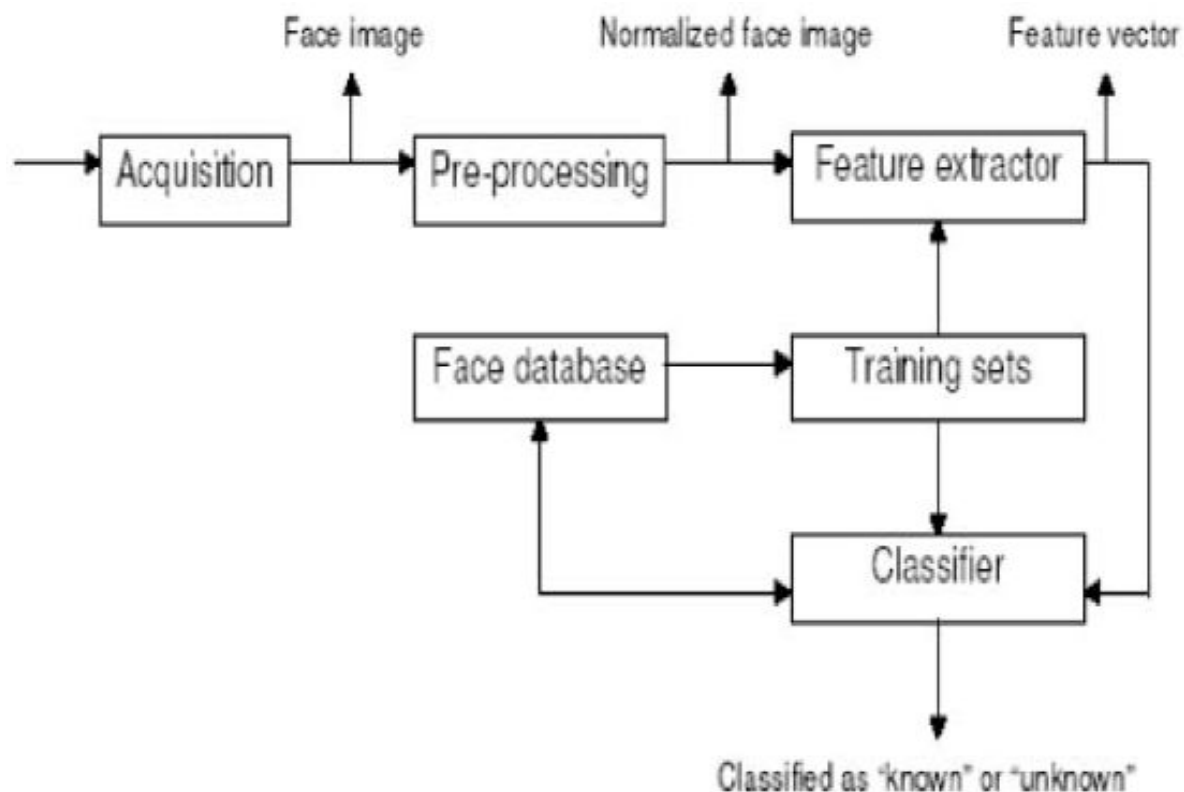 Face image
Normalized face image
Feature vector
Acquisition
Pre-processing
Feature extractor
Face database
Training sets
Classifier
Classified as "known" or "unknown"